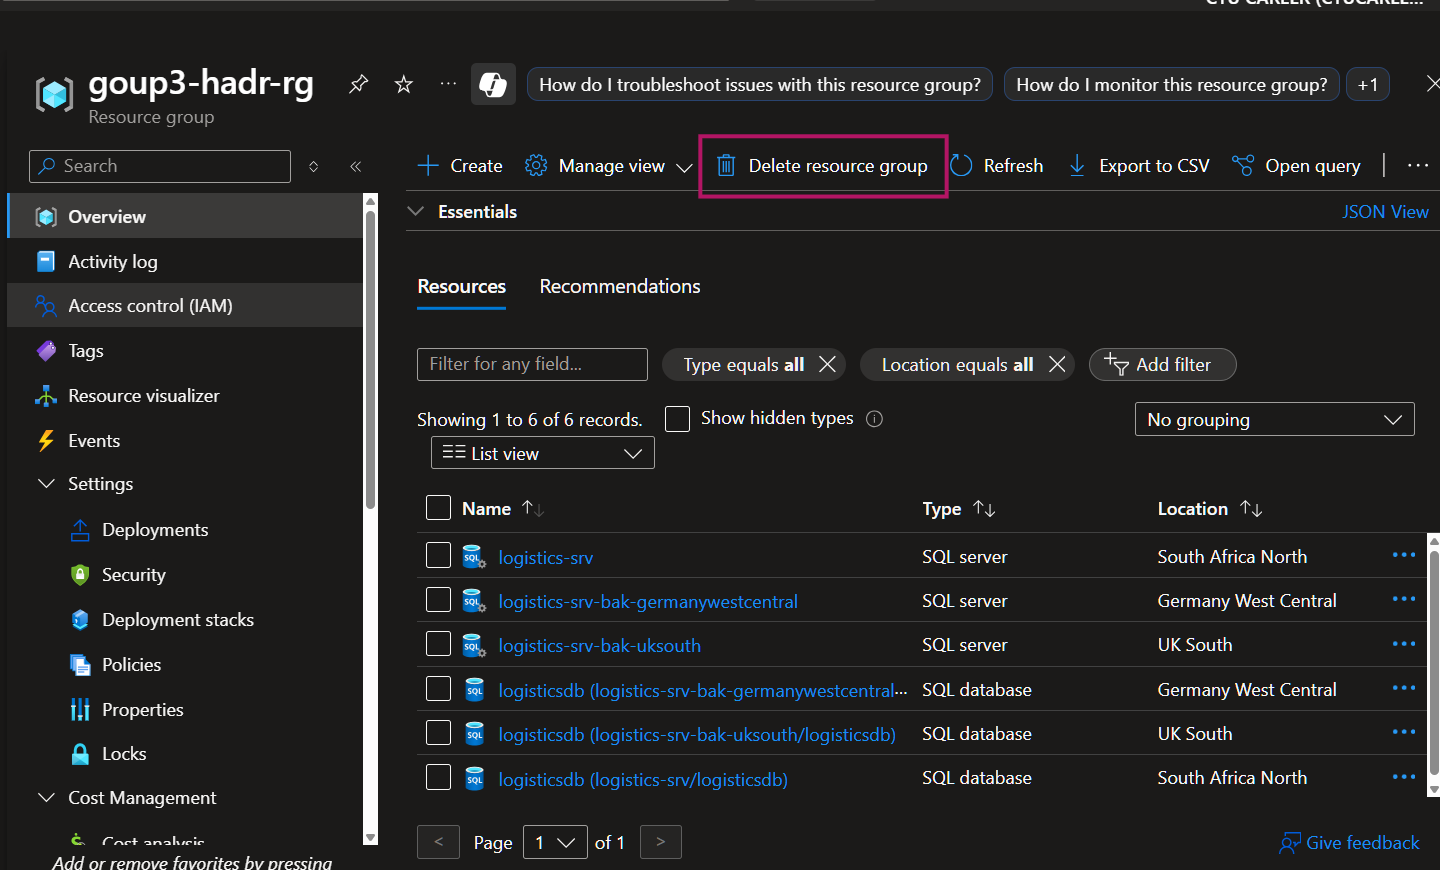 goup3-hadr-rg
Resource group
How do I troubleshoot issues with this resource group?
How do I monitor this resource group?
+1
Search
Create
Manage view
Delete resource group
Refresh
Export to CSV
Open query
Overview
Activity log
Access control (IAM)
Tags
Resource visualizer
Events
Settings
Deployments
Security
Deployment stacks
Policies
Properties
Locks
Cost Management
Cost analysis
Add or remove favorites by pressing
Essentials
JSON View
Resources
Recommendations
Filter for any field...
Type equals all
Location equals all
Add filter
Showing 1 to 6 of 6 records.
Show hidden types
No grouping
List view
Name Type Location
logistics-srv SQL server South Africa North
logistics-srv-bak-germanywestcentral SQL server Germany West Central
logistics-srv-bak-uksouth SQL server UK South
logisticsdb (logistics-srv-bak-germanywestcentral... SQL database Germany West Central
logisticsdb (logistics-srv-bak-uksouth/logisticsdb) SQL database UK South
logisticsdb (logistics-srv/logisticsdb) SQL database South Africa North
< Page 1 of 1 >
Give feedback